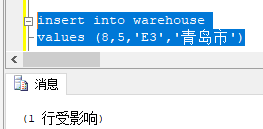 insert into warehouse
values (8,5,'E3','青岛市')
消息
(1 行受影响)